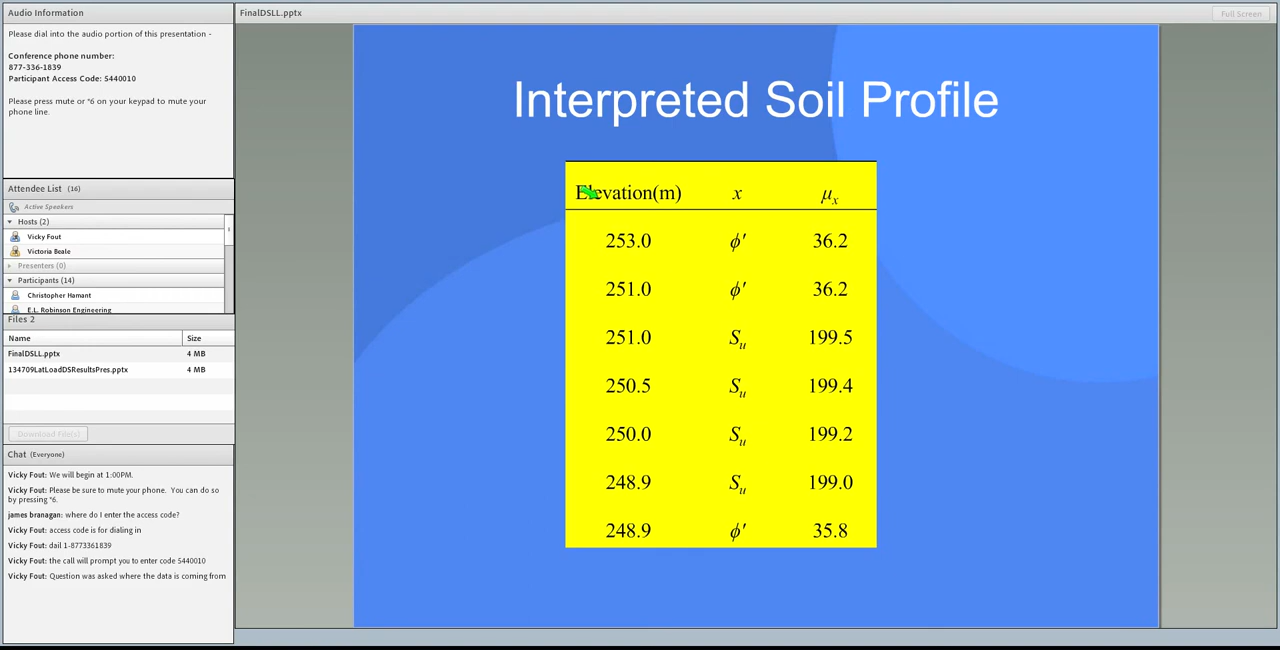 Audio Information
Please dial into the audio portion of this presentation -
Conference phone number:
877-336-1839
Participant Access Code: 5440010
Please press mute or *6 on your keypad to mute your
phone line.
Attendee List (16)
Active Speakers
Hosts (2)
Vicky Fout
Victoria Beale
Presenters (0)
Participants (14)
Christopher Hamant
E.L. Robinson Engineering
Files 2
Name Size
FinalDSLL.pptx 4 MB
134709LatLoadDSResultsPres.pptx 4 MB
Download File(s)
Chat (Everyone)
Vicky Fout: We will begin at 1:00PM.
Vicky Fout: Please be sure to mute your phone. You can do so
by pressing *6.
james branagan: where do I enter the access code?
Vicky Fout: access code is for dialing in
Vicky Fout: dail 1-8773361839
Vicky Fout: the call will prompt you to enter code 5440010
Vicky Fout: Question was asked where the data is coming from
FinalDSLL.pptx
Full Screen
Interpreted Soil Profile
Elevation(m) x μx
253.0 ϕ′ 36.2
251.0 ϕ′ 36.2
251.0 Su 199.5
250.5 Su 199.4
250.0 Su 199.2
248.9 Su 199.0
248.9 ϕ′ 35.8